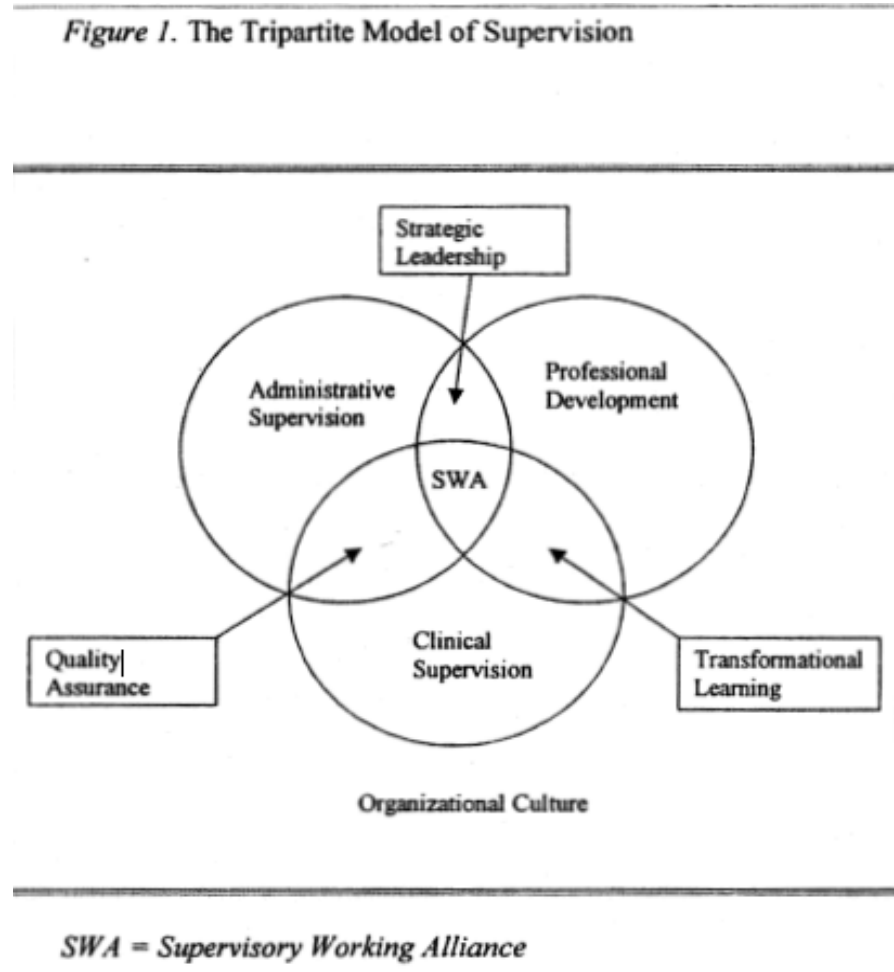 Figure 1. The Tripartite Model of Supervision
Strategic
Leadership
Administrative
Supervision
Professional
Development
SWA
Quality
Assurance
Clinical
Supervision
Transformational
Learning
Organizational Culture
SWA = Supervisory Working Alliance